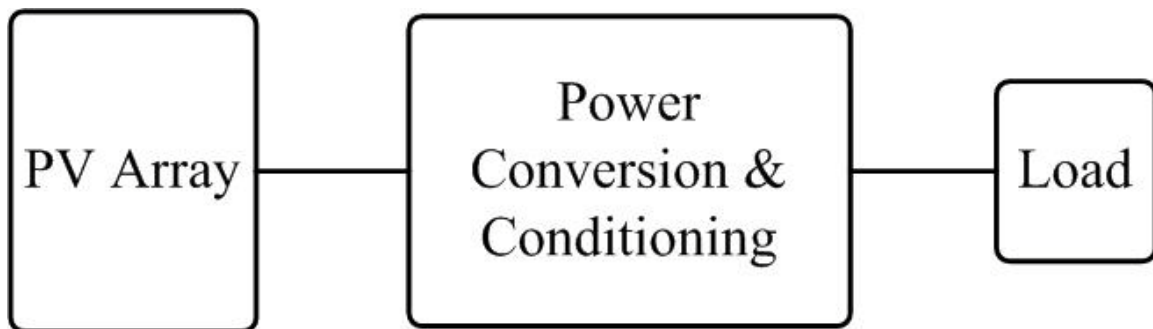 PV Array
Power
Conversion &
Conditioning
Load